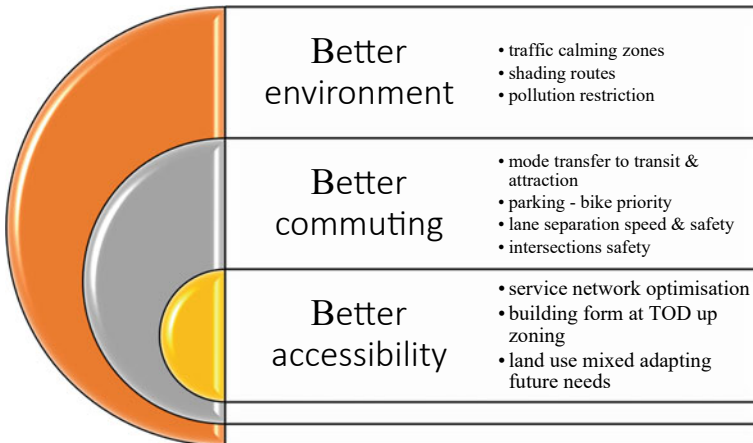 Better
environment
• traffic calming zones
• shading routes
• pollution restriction
Better
commuting
• mode transfer to transit &
attraction
• parking - bike priority
• lane separation speed & safety
• intersections safety
Better
accessibility
• service network optimisation
• building form at TOD up
zoning
• land use mixed adapting
future needs